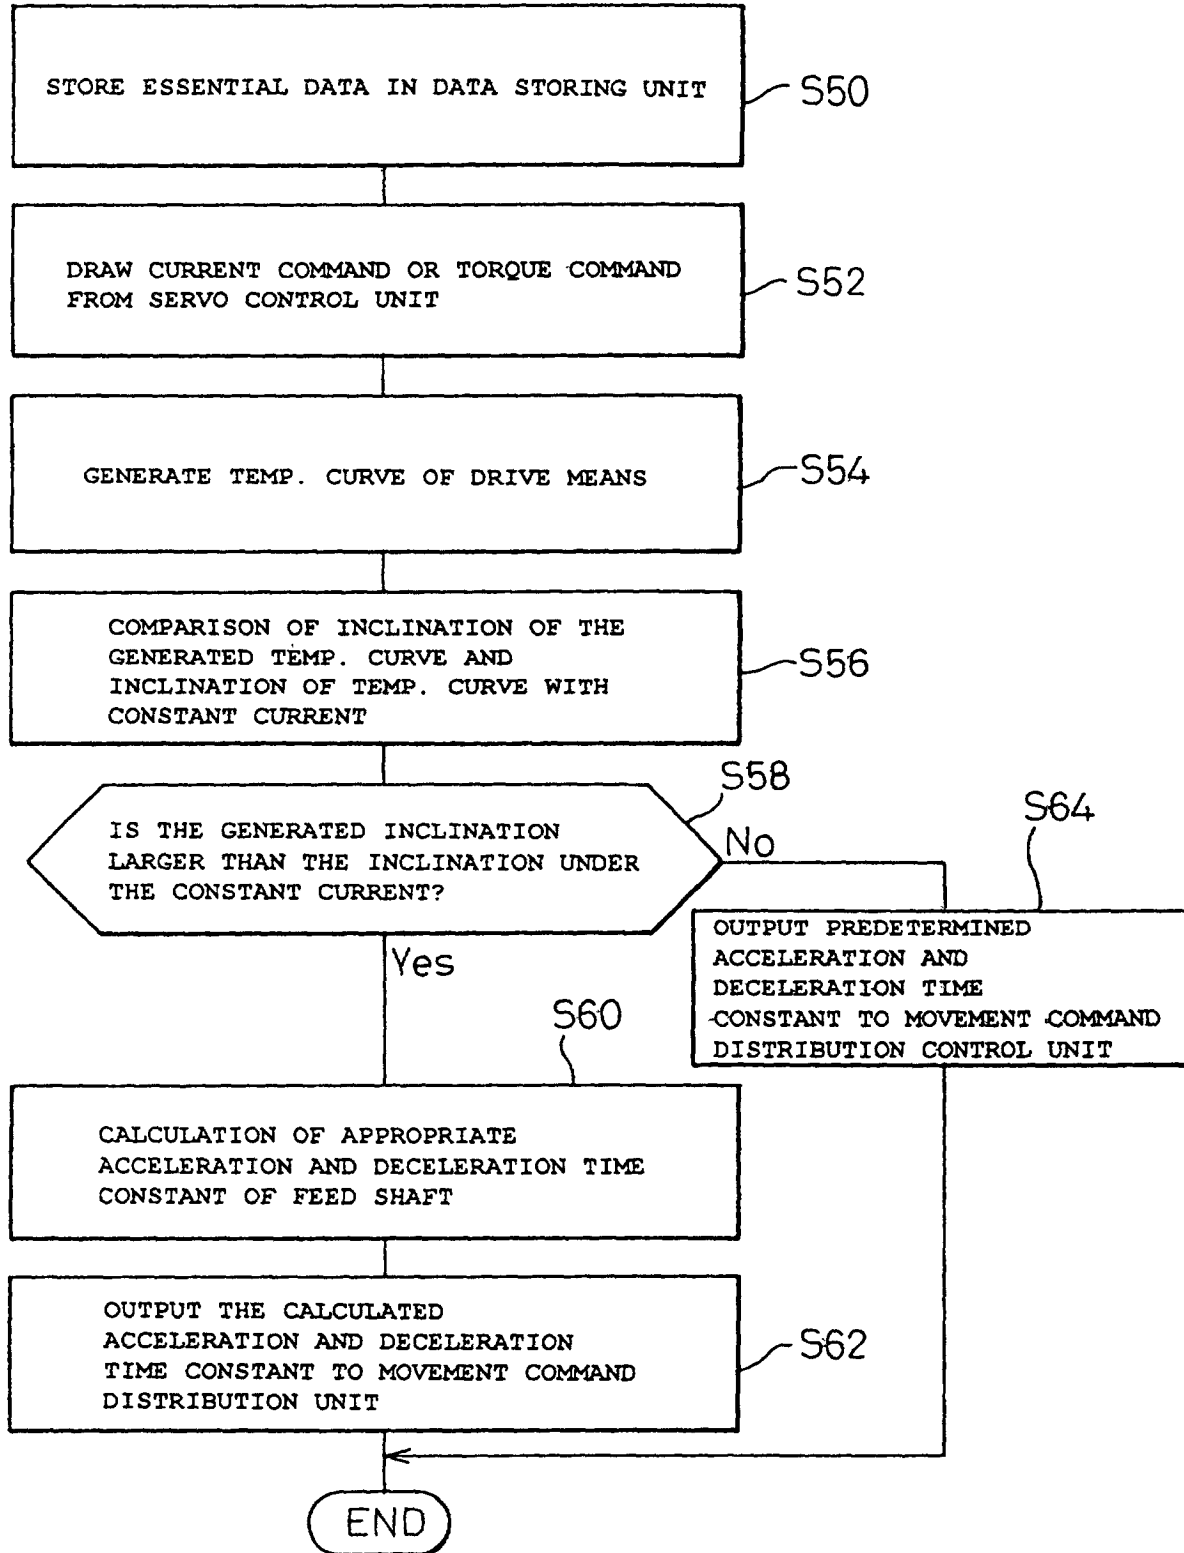 STORE ESSENTIAL DATA IN DATA STORING UNIT
S50
DRAW CURRENT COMMAND OR TORQUE COMMAND
FROM SERVO CONTROL UNIT
S52
GENERATE TEMP. CURVE OF DRIVE MEANS
S54
COMPARISON OF INCLINATION OF THE
GENERATED TEMP. CURVE AND
INCLINATION OF TEMP. CURVE WITH
CONSTANT CURRENT
S56
S58
IS THE GENERATED INCLINATION
LARGER THAN THE INCLINATION UNDER
THE CONSTANT CURRENT?
No
S64
OUTPUT PREDETERMINED
ACCELERATION AND
DECELERATION TIME
CONSTANT TO MOVEMENT COMMAND
DISTRIBUTION CONTROL UNIT
Yes
S60
CALCULATION OF APPROPRIATE
ACCELERATION AND DECELERATION TIME
CONSTANT OF FEED SHAFT
OUTPUT THE CALCULATED
ACCELERATION AND DECELERATION
TIME CONSTANT TO MOVEMENT COMMAND
DISTRIBUTION UNIT
S62
END